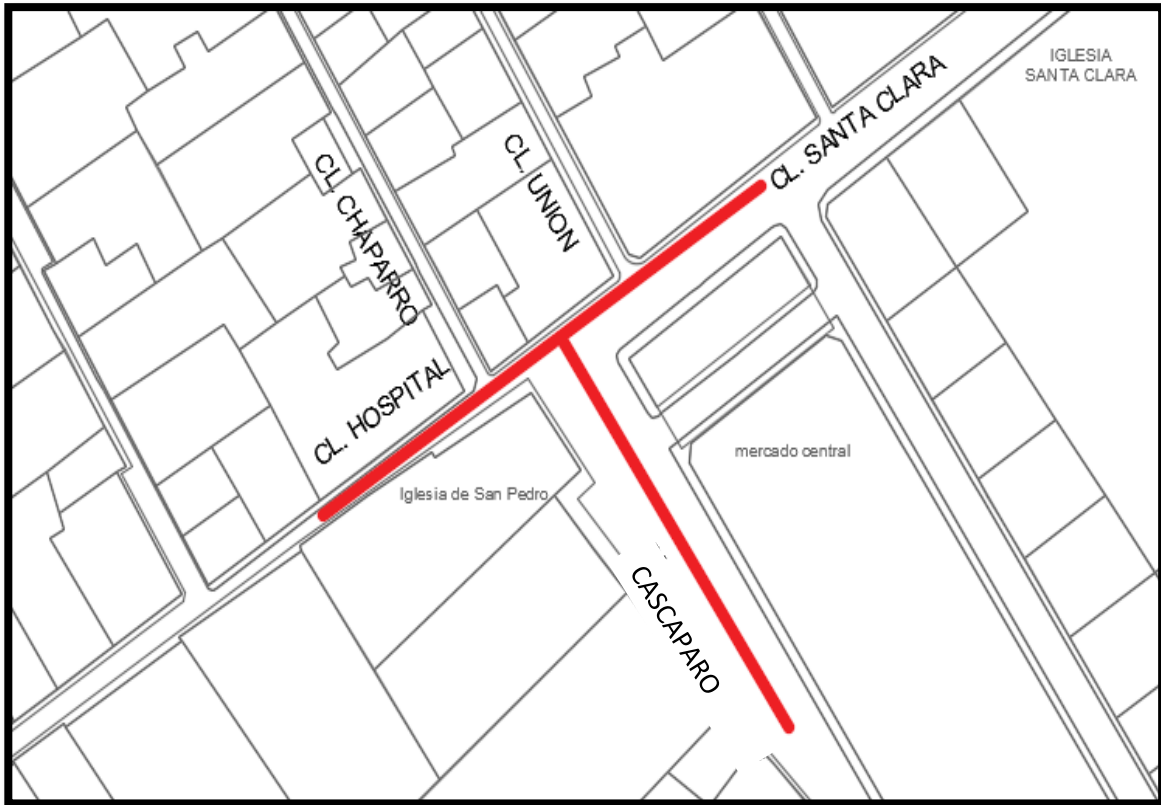 IGLESIA
SANTA CLARA
CL. SANTA CLARA
CL. UNION
CL. CHAPARRO
CL. HOSPITAL
mercado central
Iglesia de San Pedro
CASCAPARO